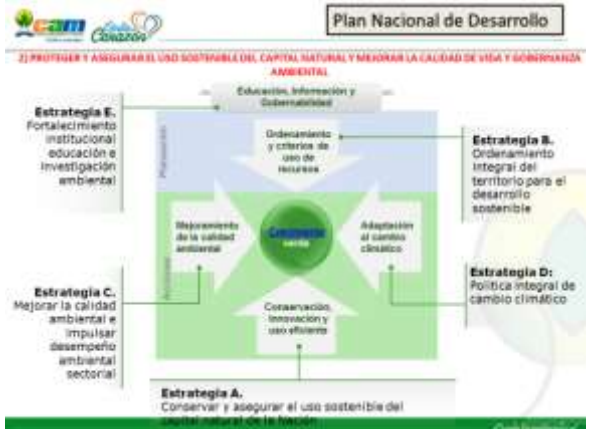 cam
Corazón
Plan Nacional de Desarrollo
2) PROTEGER Y ASEGURAR EL USO SOSTENIBLE DEL CAPITAL NATURAL Y MEJORAR LA CALIDAD DE VIDA Y GOBERNANZA
AMBIENTAL
Educación, Información y
Gobernabilidad
Estrategia E.
Fortalecimiento
institucional
educación e
investigación
ambiental
Ordenamiento
y criterios de
uso de
recursos
Estrategia B.
Ordenamiento
integral del
territorio para el
desarrollo
sostenible
Mejoramiento
de la calidad
ambiental
Crecimiento
verde
Adaptación
al cambio
climático
Estrategia C.
Mejorar la calidad
ambiental e
impulsar
desempeño
ambiental
sectorial
Estrategia D:
Política integral de
cambio climático
Conservación,
innovación y
uso eficiente
Estrategia A.
Conservar y asegurar el uso sostenible del
capital natural de la Nación